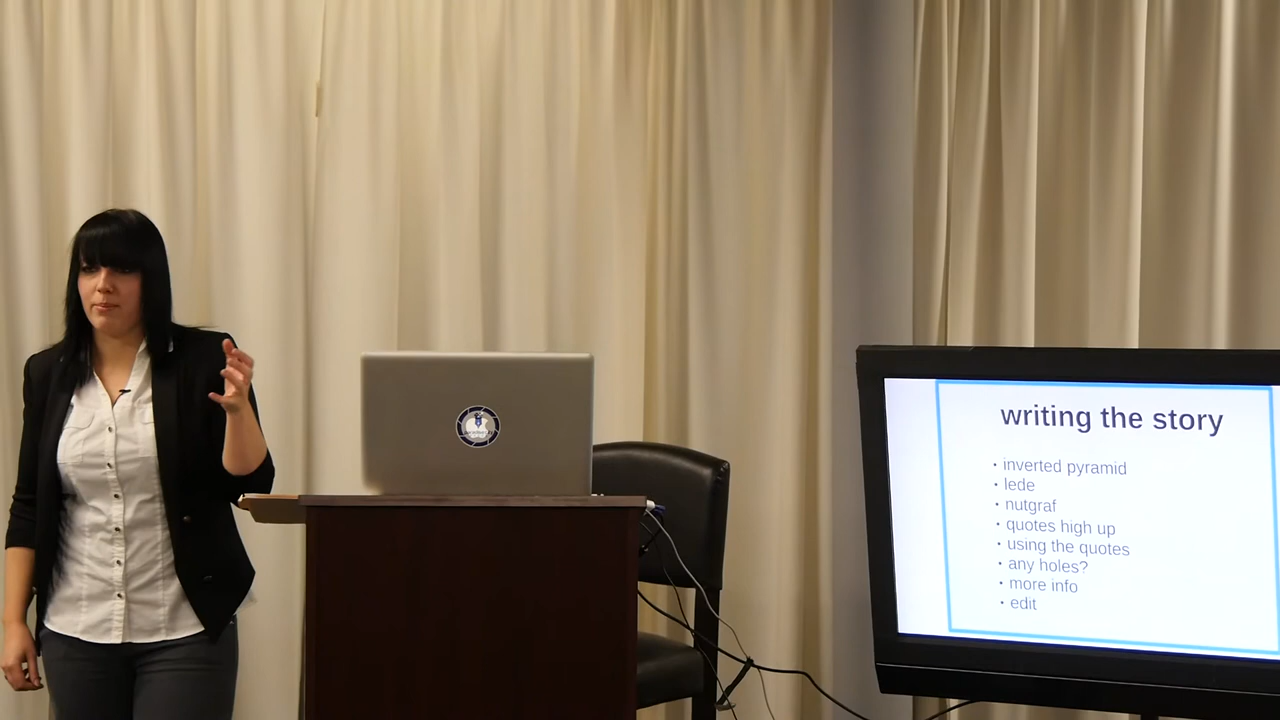 writing the story
• inverted pyramid
• lede
• nutgraf
• quotes high up
• using the quotes
• any holes?
• more info
• edit